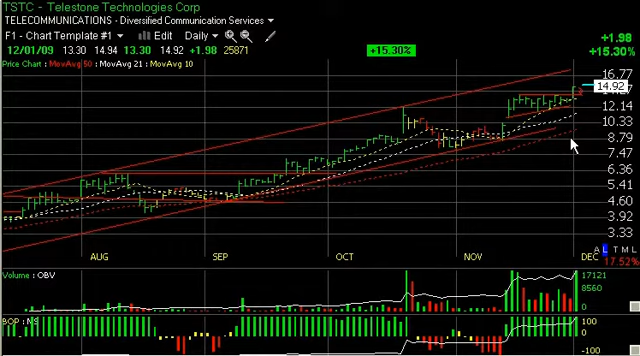 TSTC - Telestone Technologies Corp
TELECOMMUNICATIONS - Diversified Communication Services
F1 - Chart Template #1 Edit Daily
+1.98
12/01/09 13.30 14.94 13.30 14.92 +1.98 25871 +15.30% +15.30%
Price Chart : MovAvg 50 : MovAvg 21 : MovAvg 10
16.77
14.92
12.14
10.33
8.79
7.47
6.36
5.41
4.60
3.92
3.33
AUG SEP OCT NOV DEC
A L T M L
17.52%
Volume : OBV
17121
8560
BOP : MS
100
0
-100